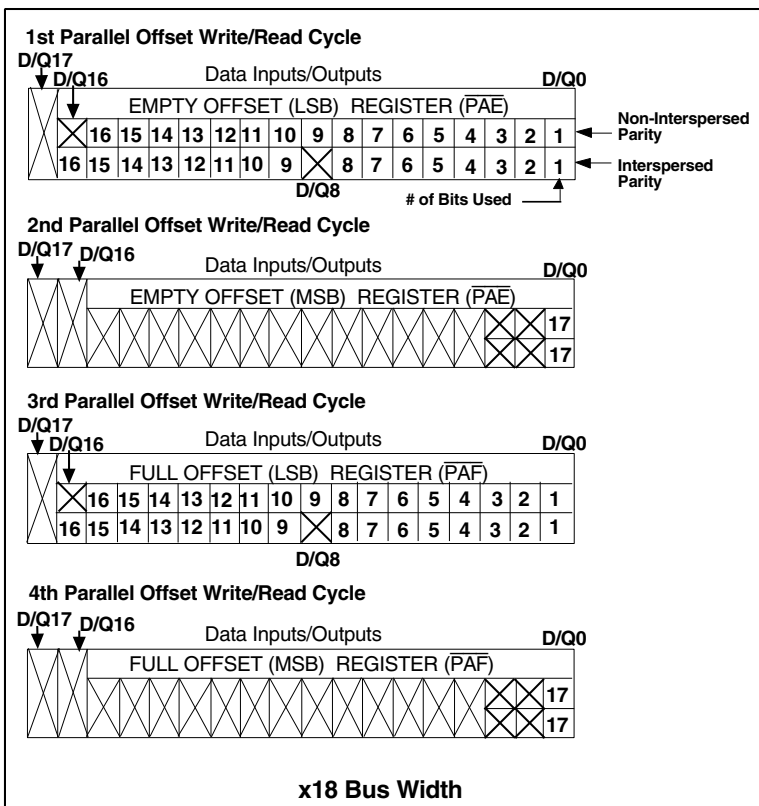 1st Parallel Offset Write/Read Cycle
D/Q17
D/Q16
Data Inputs/Outputs
D/Q0
EMPTY OFFSET (LSB) REGISTER (PAE)
16 15 14 13 12 11 10 9 8 7 6 5 4 3 2 1
Non-Interspersed Parity
16 15 14 13 12 11 10 9 8 7 6 5 4 3 2 1
Interspersed Parity
D/Q8
# of Bits Used
2nd Parallel Offset Write/Read Cycle
D/Q17
D/Q16
Data Inputs/Outputs
D/Q0
EMPTY OFFSET (MSB) REGISTER (PAE)
17
17
3rd Parallel Offset Write/Read Cycle
D/Q17
D/Q16
Data Inputs/Outputs
D/Q0
FULL OFFSET (LSB) REGISTER (PAF)
16 15 14 13 12 11 10 9 8 7 6 5 4 3 2 1
16 15 14 13 12 11 10 9 8 7 6 5 4 3 2 1
D/Q8
4th Parallel Offset Write/Read Cycle
D/Q17
D/Q16
Data Inputs/Outputs
D/Q0
FULL OFFSET (MSB) REGISTER (PAF)
17
17
x18 Bus Width